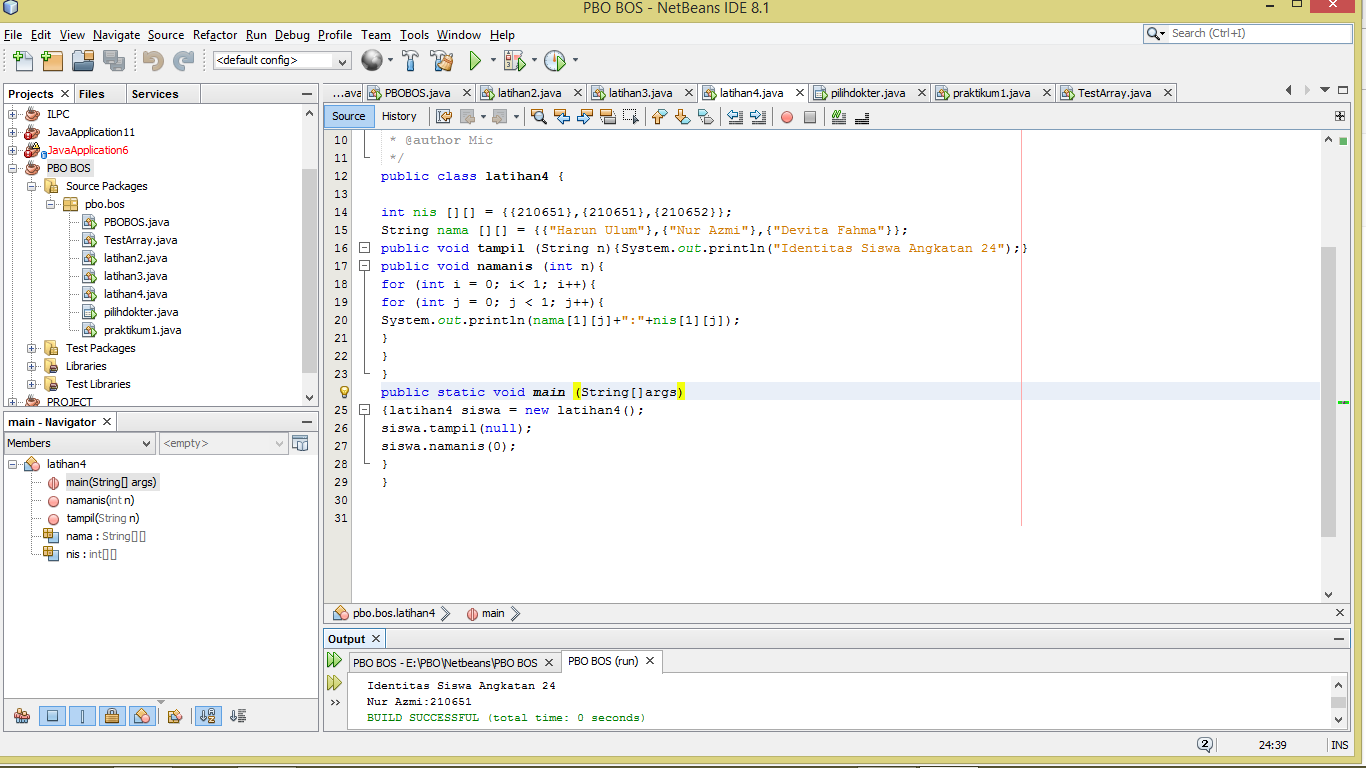 PBO BOS - NetBeans IDE 8.1
File Edit View Navigate Source Refactor Run Debug Profile Team Tools Window Help
Search (Ctrl+I)
<default config>
Projects Files Services
ILPC
JavaApplication11
JavaApplication6
PBO BOS
Source Packages
pbo.bos
PBOBOS.java
TestArray.java
latihan2.java
latihan3.java
latihan4.java
pilihdokter.java
praktikum1.java
Test Packages
Libraries
Test Libraries
PROJECT
main - Navigator
Members <empty>
latihan4
main(String[] args)
namanis(int n)
tampil(String n)
nama : String[][]
nis : int[][]
...ava PBOBOS.java latihan2.java latihan3.java latihan4.java pilihdokter.java praktikum1.java TestArray.java
Source History
10 * @author Mic
11 */
12 public class latihan4 {
13
14 int nis [][] = {{210651},{210651},{210652}};
15 String nama [][] = {{"Harun Ulum"},{"Nur Azmi"},{"Devita Fahma"}};
16 public void tampil (String n){System.out.println("Identitas Siswa Angkatan 24");}
17 public void namanis (int n){
18 for (int i = 0; i< 1; i++){
19 for (int j = 0; j < 1; j++){
20 System.out.println(nama[1][j]+":"+nis[1][j]);
21 }
22 }
23 }
public static void main (String[]args)
25 {latihan4 siswa = new latihan4();
26 siswa.tampil(null);
27 siswa.namanis(0);
28 }
29 }
30
31
pbo.bos.latihan4 main
Output
PBO BOS - E:\PBO\Netbeans\PBO BOS PBO BOS (run)
Identitas Siswa Angkatan 24
Nur Azmi:210651
BUILD SUCCESSFUL (total time: 0 seconds)
2 24:39 INS